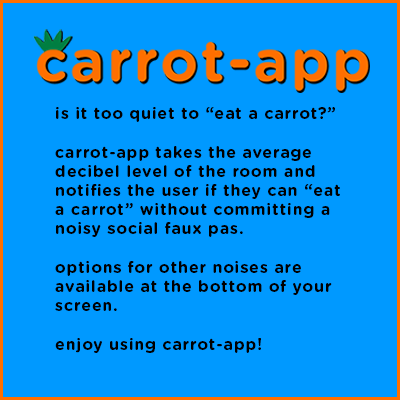 carrot-app
is it too quiet to “eat a carrot?”
carrot-app takes the average
decibel level of the room and
notifies the user if they can “eat
a carrot” without committing a
noisy social faux pas.
options for other noises are
available at the bottom of your
screen.
enjoy using carrot-app!